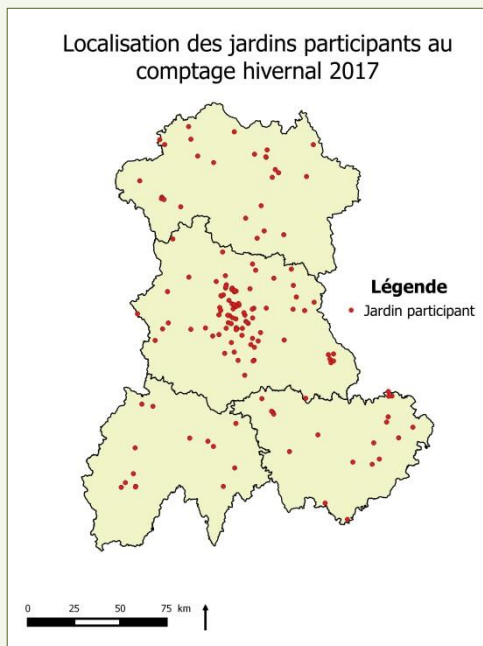 Localisation des jardins participants au
comptage hivernal 2017
Légende
Jardin participant
0 25 50 75 km